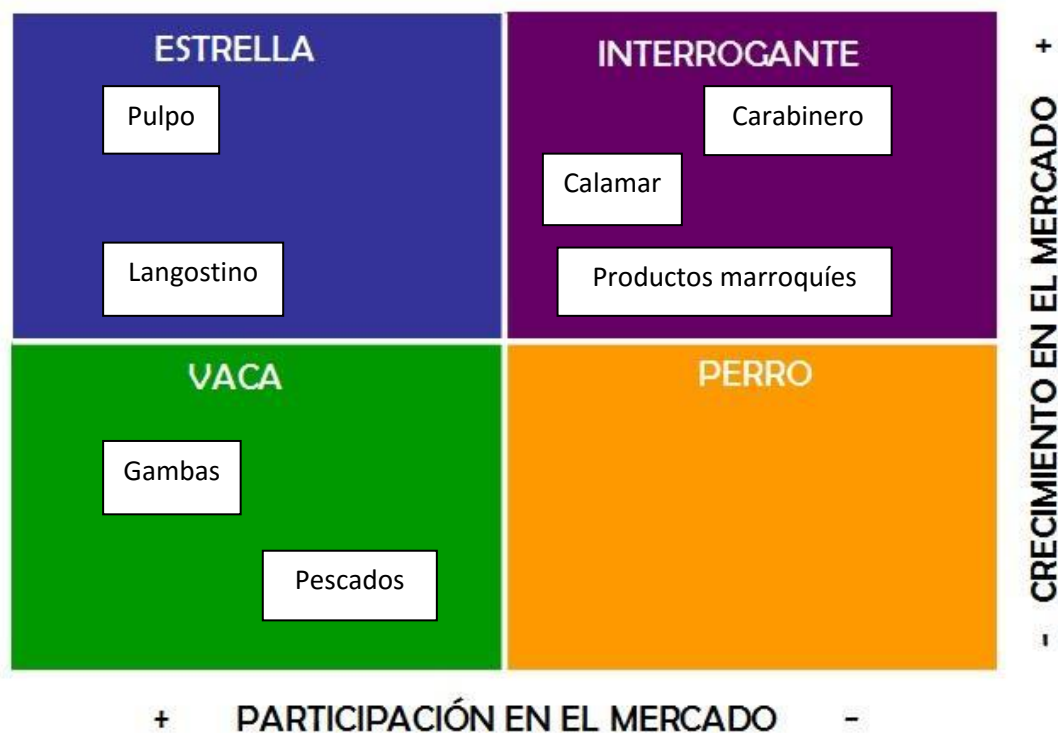 ESTRELLA
Pulpo
Langostino
INTERROGANTE
Carabinero
Calamar
Productos marroquíes
VACA
Gambas
Pescados
PERRO
+ PARTICIPACIÓN EN EL MERCADO -
- CRECIMIENTO EN EL MERCADO +